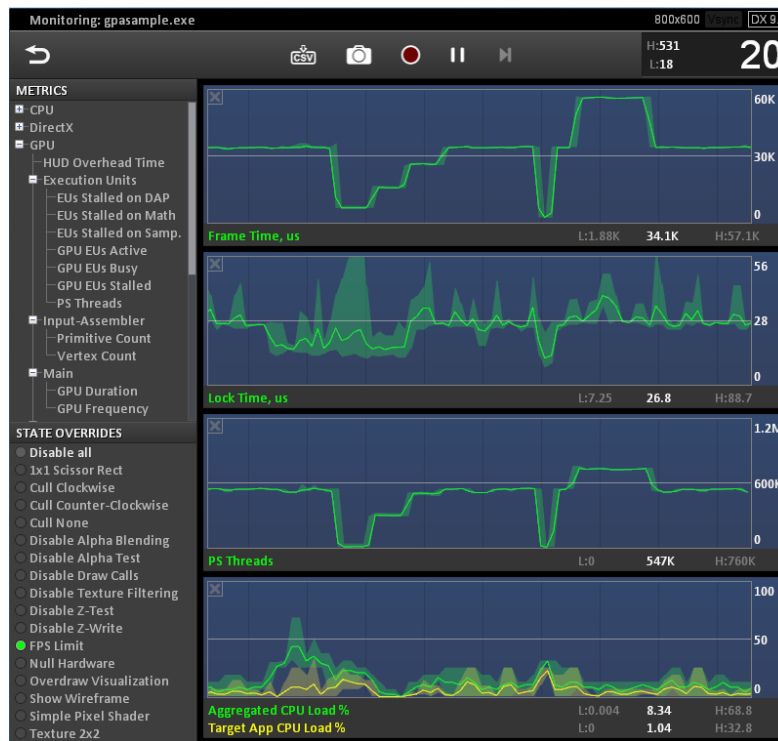 Monitoring: gpasample.exe
800x600 Vsync DX 9.
CSV
H:531
L:18
20
METRICS
CPU
DirectX
GPU
HUD Overhead Time
Execution Units
EUs Stalled on DAP
EUs Stalled on Math
EUs Stalled on Samp.
GPU EUs Active
GPU EUs Busy
GPU EUs Stalled
PS Threads
Input-Assembler
Primitive Count
Vertex Count
Main
GPU Duration
GPU Frequency
STATE OVERRIDES
Disable all
1x1 Scissor Rect
Cull Clockwise
Cull Counter-Clockwise
Cull None
Disable Alpha Blending
Disable Alpha Test
Disable Draw Calls
Disable Texture Filtering
Disable Z-Test
Disable Z-Write
FPS Limit
Null Hardware
Overdraw Visualization
Show Wireframe
Simple Pixel Shader
Texture 2x2
60K
30K
0
Frame Time, us L:1.88K 34.1K H:57.1K
56
28
0
Lock Time, us L:7.25 26.8 H:88.7
1.2M
600K
0
PS Threads L:0 547K H:760K
100
50
0
Aggregated CPU Load % L:0.004 8.34 H:68.8
Target App CPU Load % L:0 1.04 H:32.8